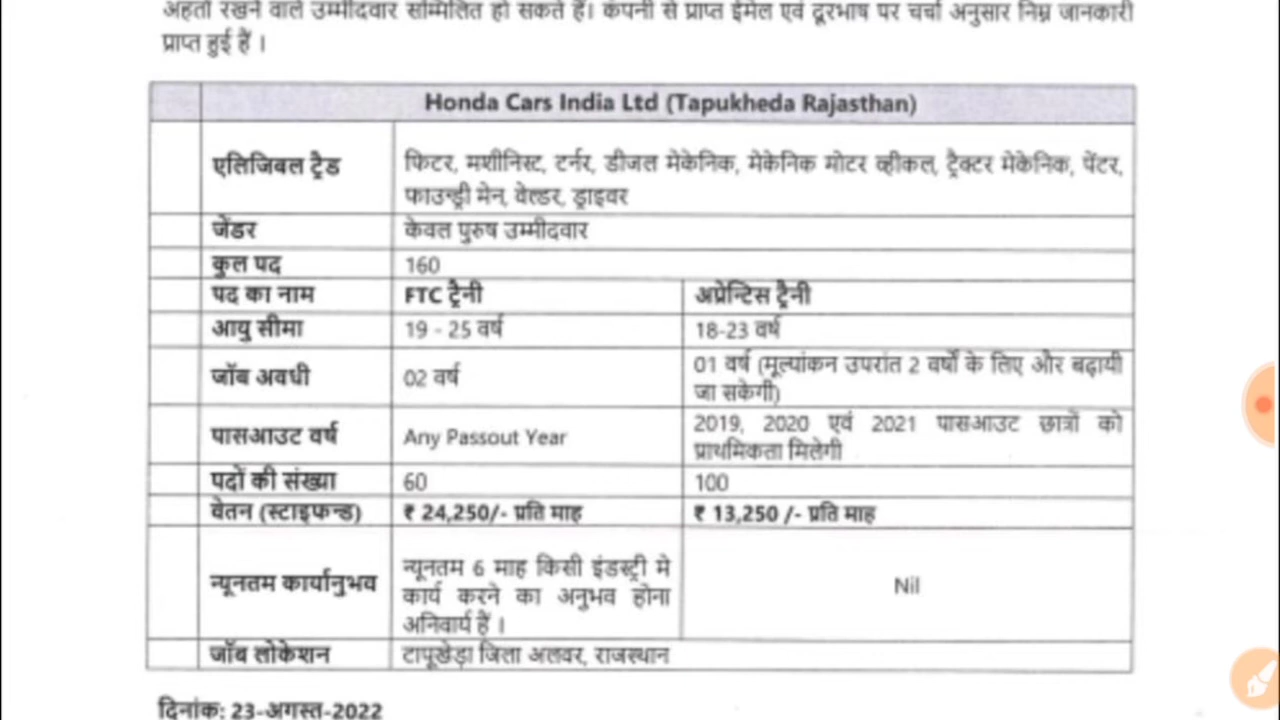 अर्हता रखने वाले उम्मीदवार सम्मिलित हो सकते हैं। कंपनी से प्राप्त ईमेल एवं दूरभाष पर चर्चा अनुसार निम्न जानकारी
प्राप्त हुई हैं ।
Honda Cars India Ltd (Tapukheda Rajasthan)
एलिजिबल ट्रैड
फिटर, मशीनिस्ट, टर्नर, डीजल मेकेनिक, मेकेनिक मोटर व्हीकल, ट्रैक्टर मेकेनिक, पेंटर,
फाउन्ड्री मेन, वेल्डर, ड्राइवर
जेंडर केवल पुरुष उम्मीदवार
कुल पद 160
पद का नाम FTC ट्रैनी अप्रेन्टिस ट्रैनी
आयु सीमा 19 - 25 वर्ष 18-23 वर्ष
जॉब अवधी 02 वर्ष
01 वर्ष (मूल्यांकन उपरांत 2 वर्षों के लिए और बढ़ायी
जा सकेगी)
पासआउट वर्ष Any Passout Year
2019, 2020 एवं 2021 पासआउट छात्रों को
प्राथमिकता मिलेगी
पदों की संख्या 60 100
वेतन (स्टाइफन्ड) ₹ 24,250/- प्रति माह ₹ 13,250 /- प्रति माह
न्यूनतम कार्यानुभव
न्यूनतम 6 माह किसी इंडस्ट्री मे
कार्य करने का अनुभव होना
अनिवार्य हैं ।
Nil
जॉब लोकेशन टापूखेड़ा जिला अलवर, राजस्थान
दिनांक: 23-अगस्त-2022